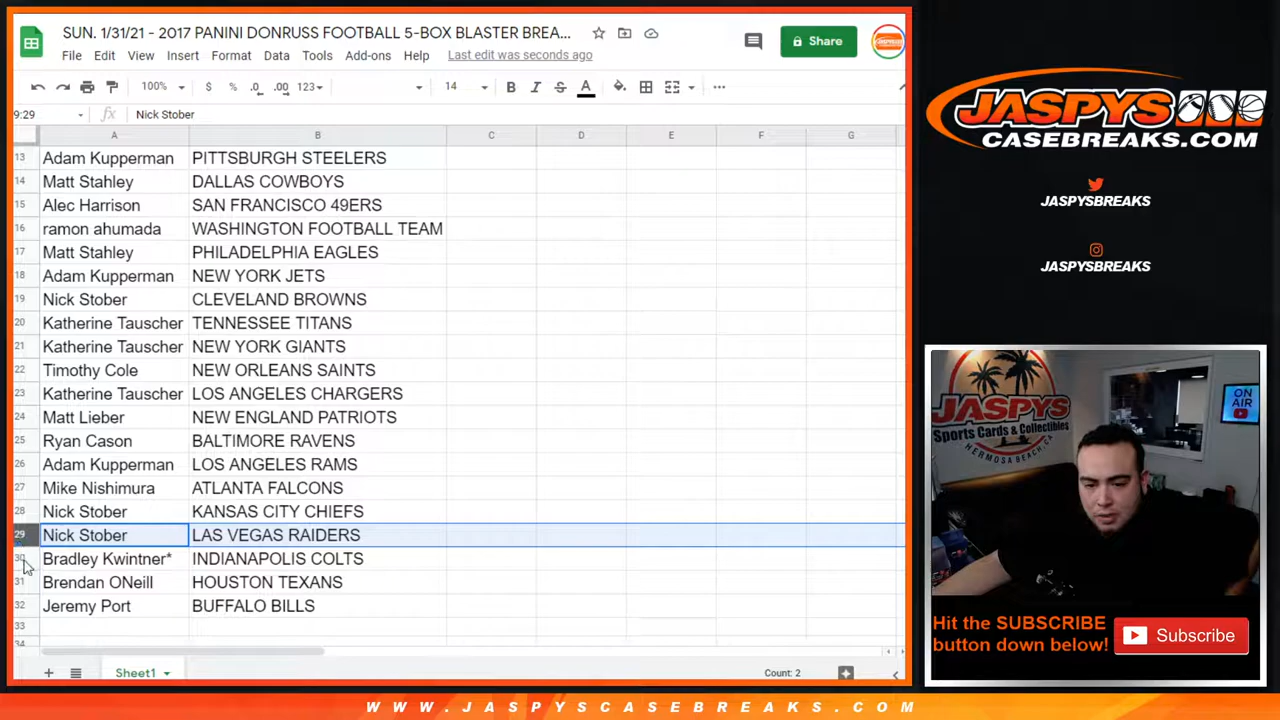 SUN. 1/31/21 - 2017 PANINI DONRUSS FOOTBALL 5-BOX BLASTER BREA...
File Edit View Insert Format Data Tools Add-ons Help Last edit was seconds ago
Share
100% $ % .0 .00 123 14 B I S A
9:29 fx Nick Stober
A B C D E F G
13 Adam Kupperman PITTSBURGH STEELERS
14 Matt Stahley DALLAS COWBOYS
15 Alec Harrison SAN FRANCISCO 49ERS
16 ramon ahumada WASHINGTON FOOTBALL TEAM
17 Matt Stahley PHILADELPHIA EAGLES
18 Adam Kupperman NEW YORK JETS
19 Nick Stober CLEVELAND BROWNS
20 Katherine Tauscher TENNESSEE TITANS
21 Katherine Tauscher NEW YORK GIANTS
22 Timothy Cole NEW ORLEANS SAINTS
23 Katherine Tauscher LOS ANGELES CHARGERS
24 Matt Lieber NEW ENGLAND PATRIOTS
25 Ryan Cason BALTIMORE RAVENS
26 Adam Kupperman LOS ANGELES RAMS
27 Mike Nishimura ATLANTA FALCONS
28 Nick Stober KANSAS CITY CHIEFS
29 Nick Stober LAS VEGAS RAIDERS
30 Bradley Kwintner* INDIANAPOLIS COLTS
31 Brendan ONeill HOUSTON TEXANS
32 Jeremy Port BUFFALO BILLS
33
34
Sheet1 Count: 2
JASPYS
CASEBREAKS.COM
JASPYSBREAKS
JASPYSBREAKS
JASPYS
Sports Cards & Collectibles
HERMOSA BEACH, CA
ON
AIR
Hit the SUBSCRIBE
button down below!
Subscribe
WWW.JASPYSCASEBREAKS.COM